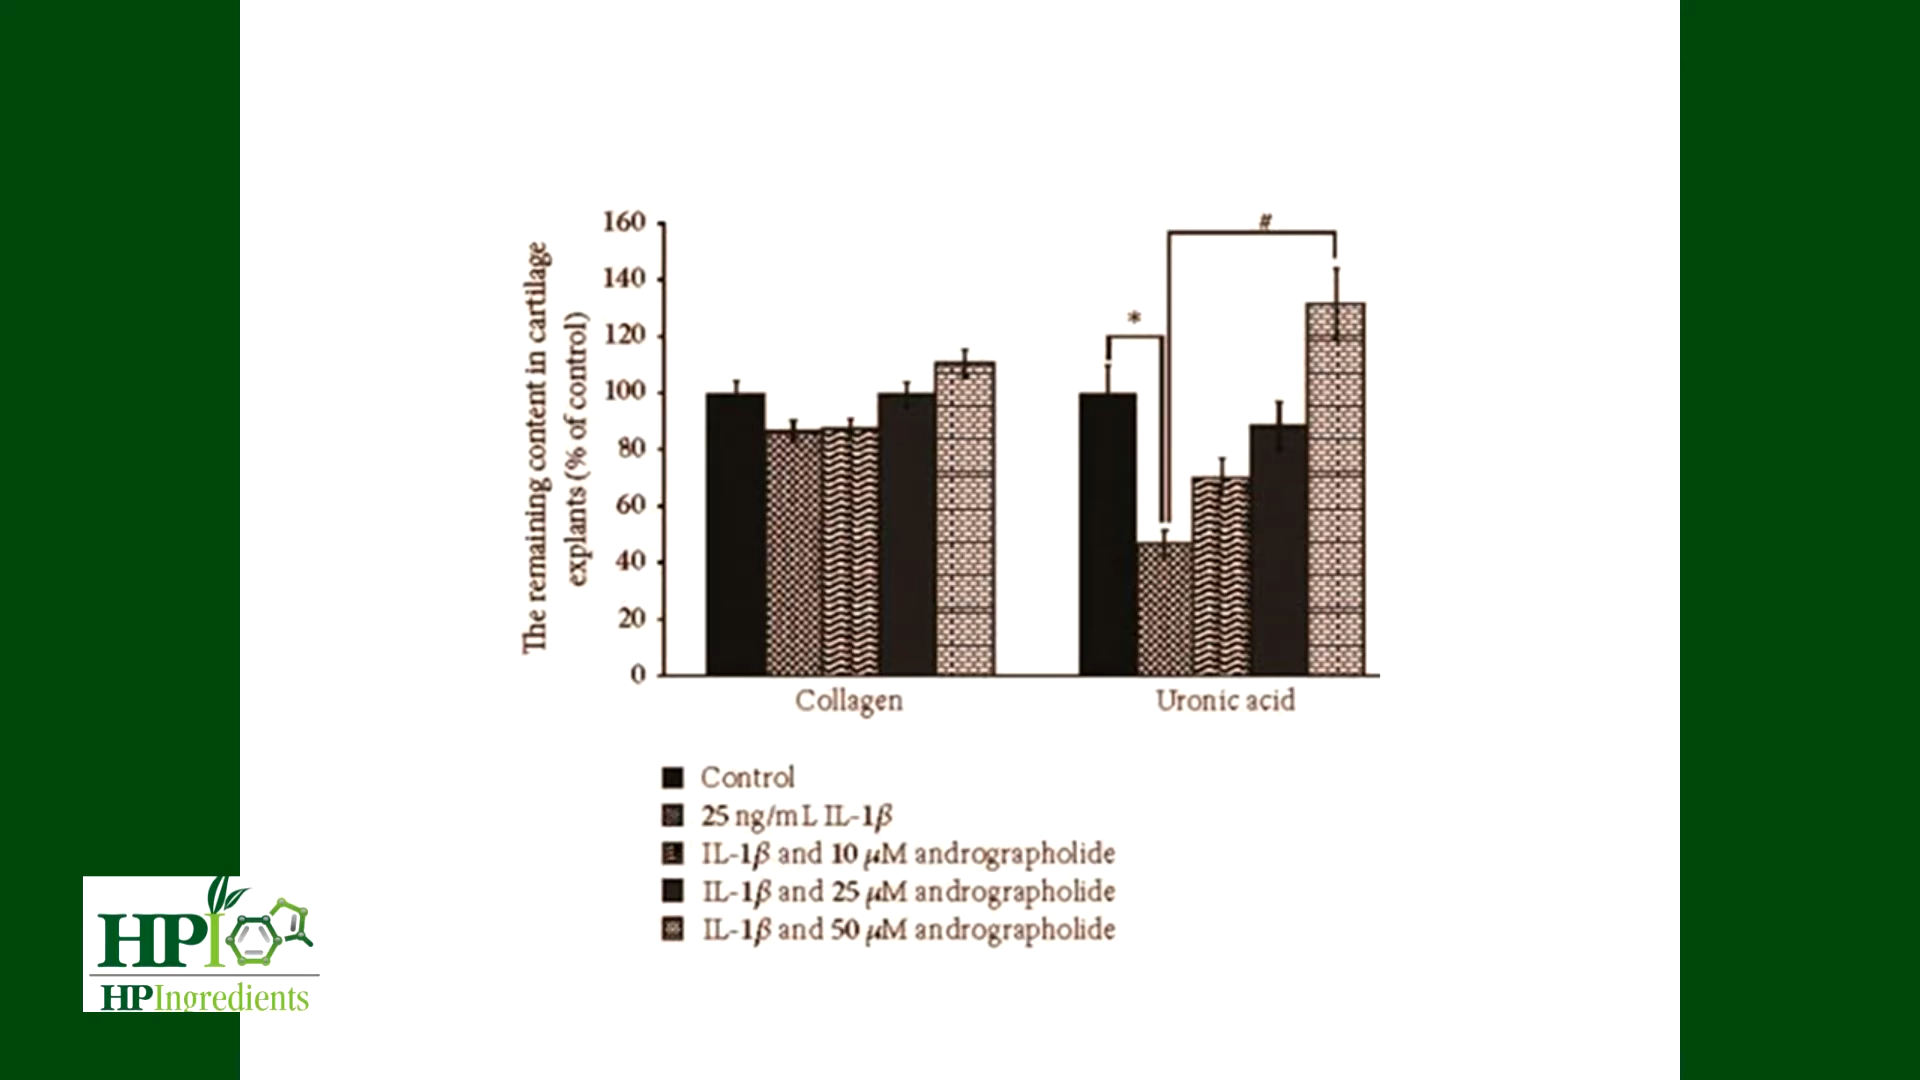 The remaining content in cartilage
explants (% of control)
160
140
120
100
80
60
40
20
0
#
*
Collagen
Uronic acid
Control
25 ng/mL IL-1β
IL-1β and 10 μM andrographolide
IL-1β and 25 μM andrographolide
IL-1β and 50 μM andrographolide
HPI
HPIngredients